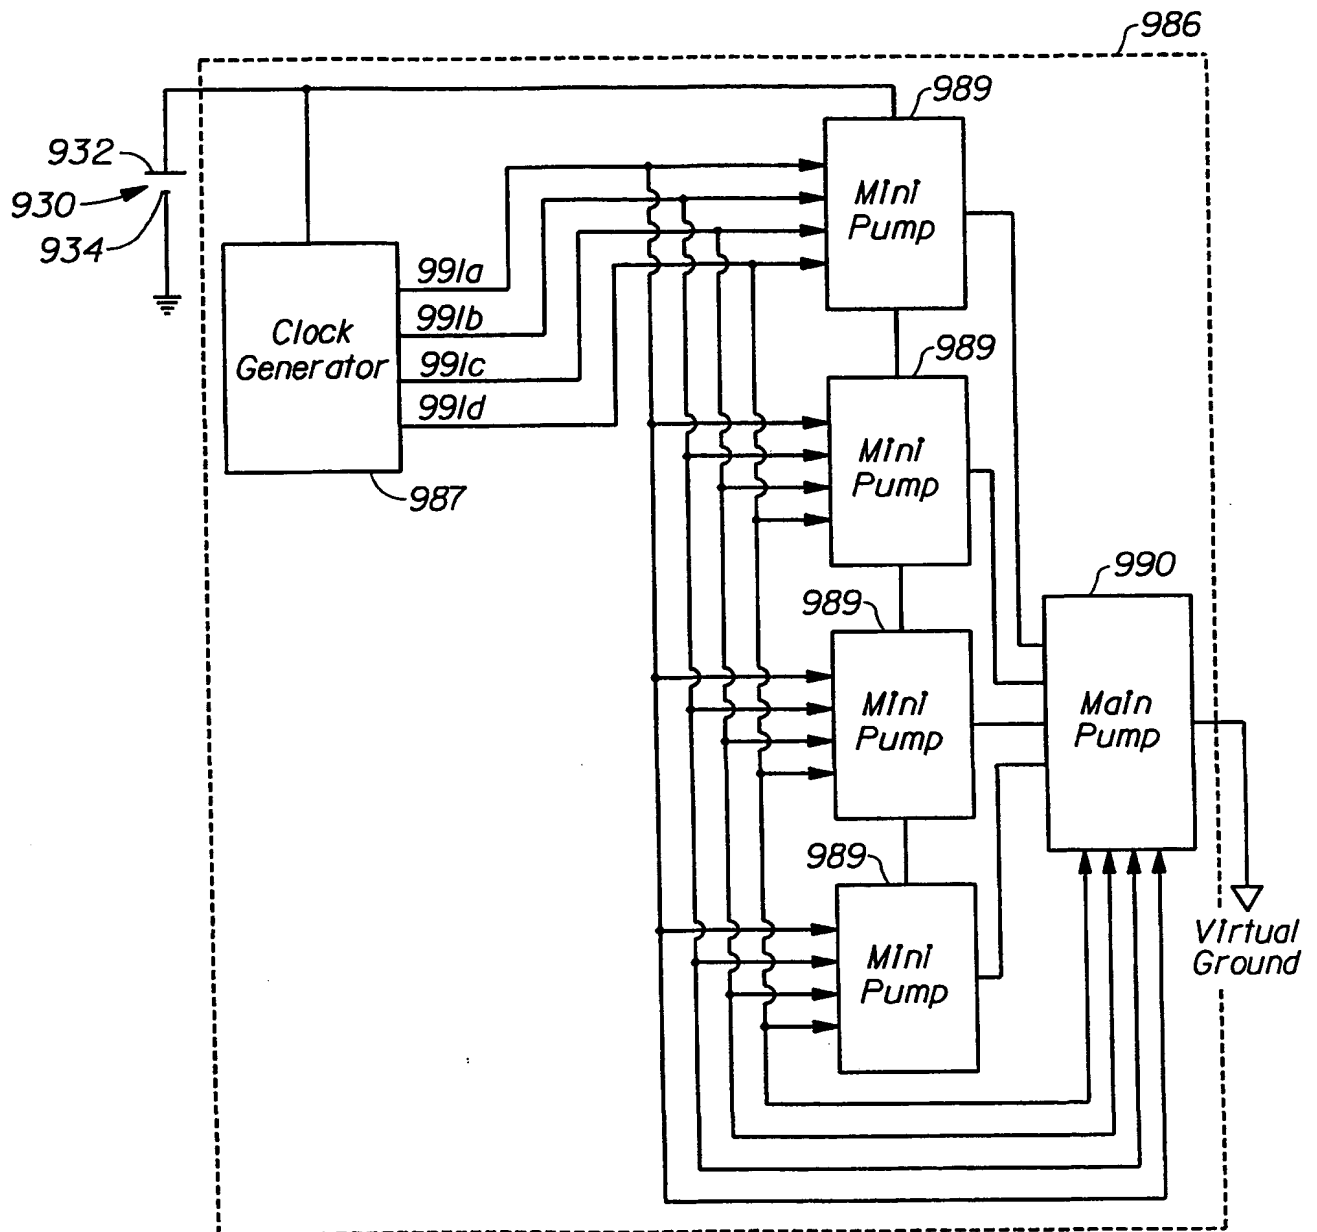 986
989
932
930
934
Mini
Pump
991a
991b
991c
991d
Clock
Generator
987
989
Mini
Pump
990
989
Mini
Pump
Main
Pump
989
Virtual
Ground
Mini
Pump